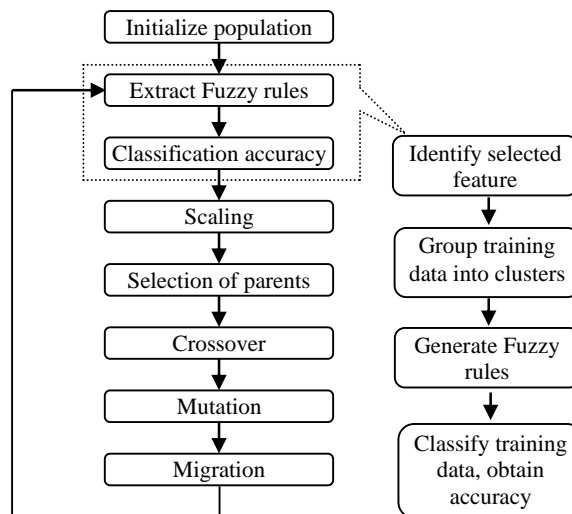 Initialize population
Extract Fuzzy rules
Classification accuracy
Scaling
Selection of parents
Crossover
Mutation
Migration
Identify selected
feature
Group training
data into clusters
Generate Fuzzy
rules
Classify training
data, obtain
accuracy